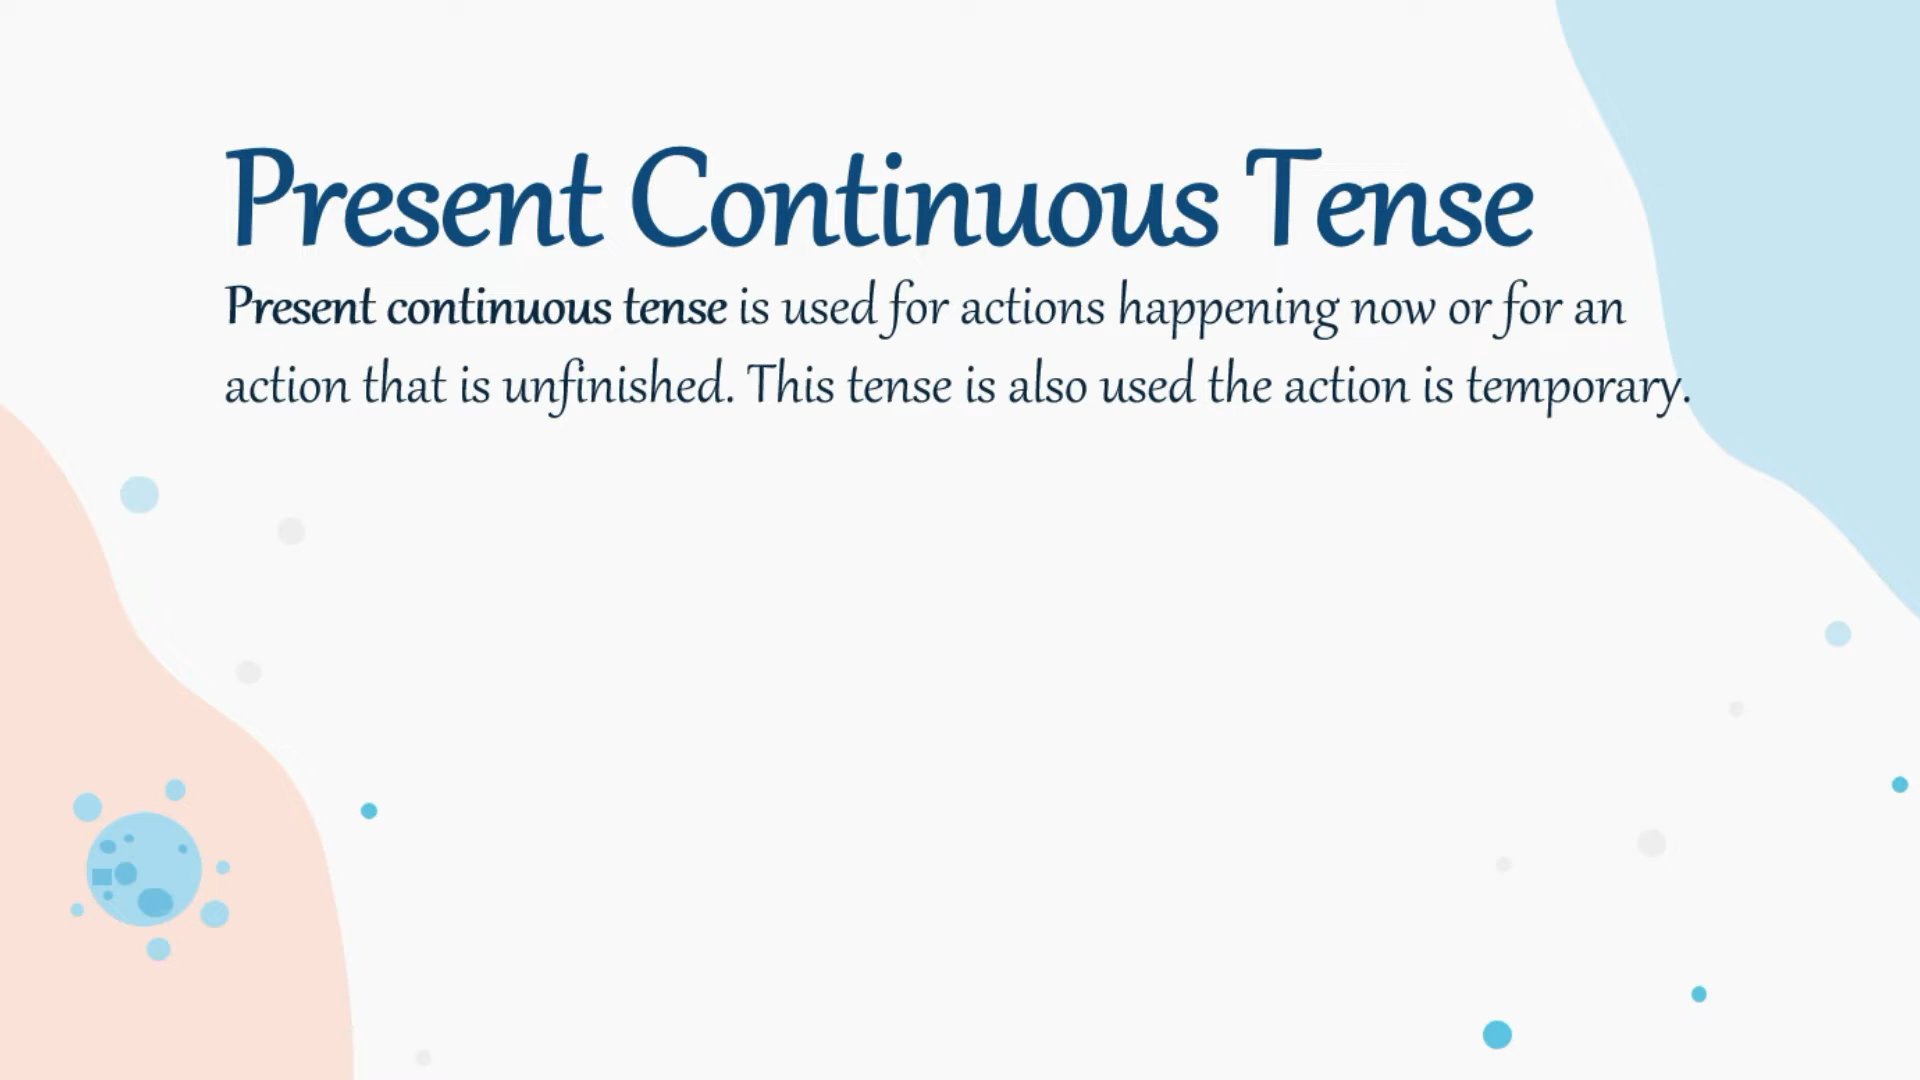 Present Continuous Tense
Present continuous tense is used for actions happening now or for an
action that is unfinished. This tense is also used the action is temporary.